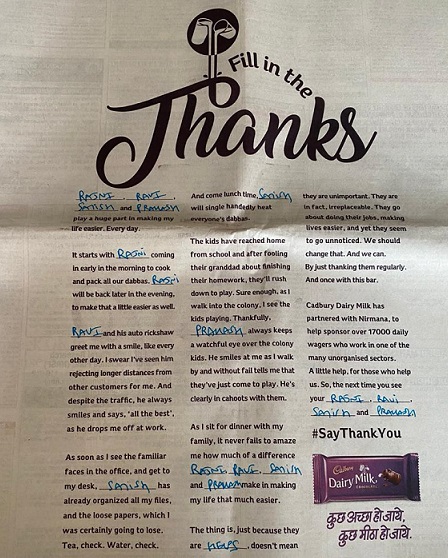 Fill in the
Thanks
RAJNI, RAVI
SATISH and PRAKASH
play a huge part in making my
life easier. Every day.
It starts with RAJNI coming
in early in the morning to cook
and pack all our dabbas. RAJNI
will be back later in the evening,
to make that a little easier as well.
RAVI and his auto rickshaw
greet me with a smile, like every
other day. I swear I've seen him
rejecting longer distances from
other customers for me. And
despite the traffic, he always
smiles and says, 'all the best',
as he drops me off at work.
As soon as I see the familiar
faces in the office, and get to
my desk, SATISH has
already organized all my files,
and the loose papers, which I
was certainly going to lose.
Tea, check. Water, check.
And come lunch time, SATISH
will single handedly heat
everyone's dabbas.
The kids have reached home
from school and after fooling
their granddad about finishing
their homework, they'll rush
down to play. Sure enough, as I
walk into the colony, I see the
kids playing. Thankfully,
PRAKASH always keeps
a watchful eye over the colony
kids. He smiles at me as I walk
by and without fail tells me that
they've just come to play. He's
clearly in cahoots with them.
As I sit for dinner with my
family, it never fails to amaze
me how much of a difference
RAJNI, RAVI, SATISH
and PRAKASH make in making
my life that much easier.
The thing is, just because they
are HELPS, doesn't mean
they are unimportant. They are
in fact, irreplaceable. They go
about doing their jobs, making
lives easier, and yet they seem
to go unnoticed. We should
change that. And we can.
By just thanking them regularly.
And once with this bar.
Cadbury Dairy Milk has
partnered with Nirmana, to
help sponsor over 17000 daily
wagers who work in one of the
many unorganised sectors.
A little help, for those who help
us. So, the next time you see
your RAJNI, RAVI,
SATISH and PRAKASH
#SayThankYou
Cadbury
Dairy Milk
CHOCOLATE
कुछ अच्छा हो जाये,
कुछ मीठा हो जाये.